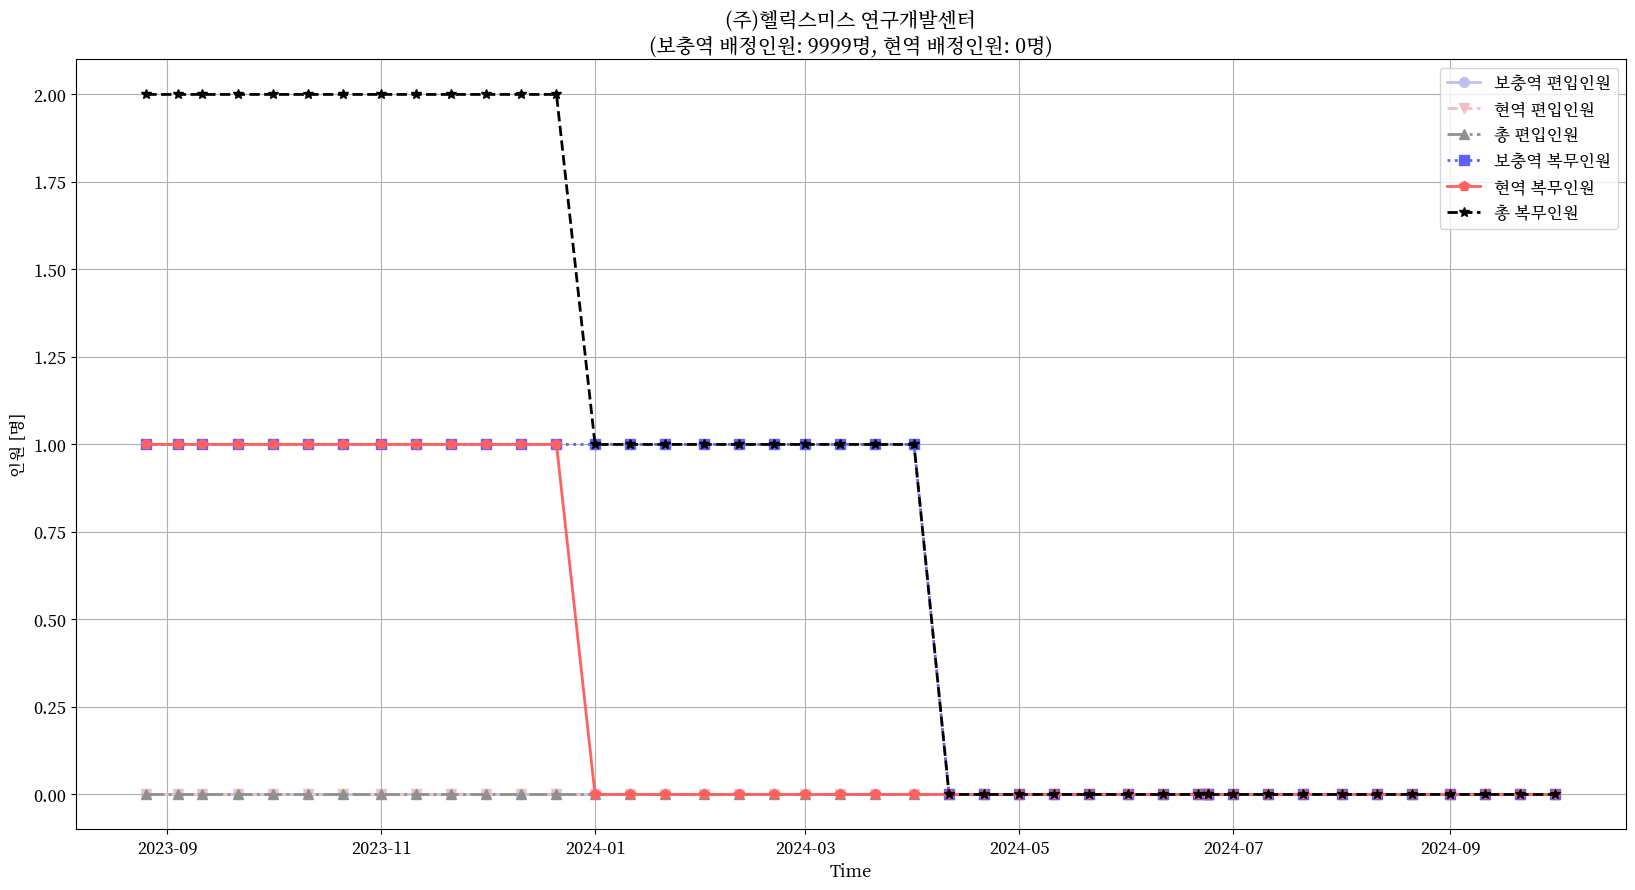 (주)헬릭스미스 연구개발센터
(보충역 배정인원: 9999명, 현역 배정인원: 0명)
보충역 편입인원
현역 편입인원
총 편입인원
보충역 복무인원
현역 복무인원
총 복무인원
인원 [명]
2.00
1.75
1.50
1.25
1.00
0.75
0.50
0.25
0.00
2023-09 2023-11 2024-01 2024-03 2024-05 2024-07 2024-09
Time